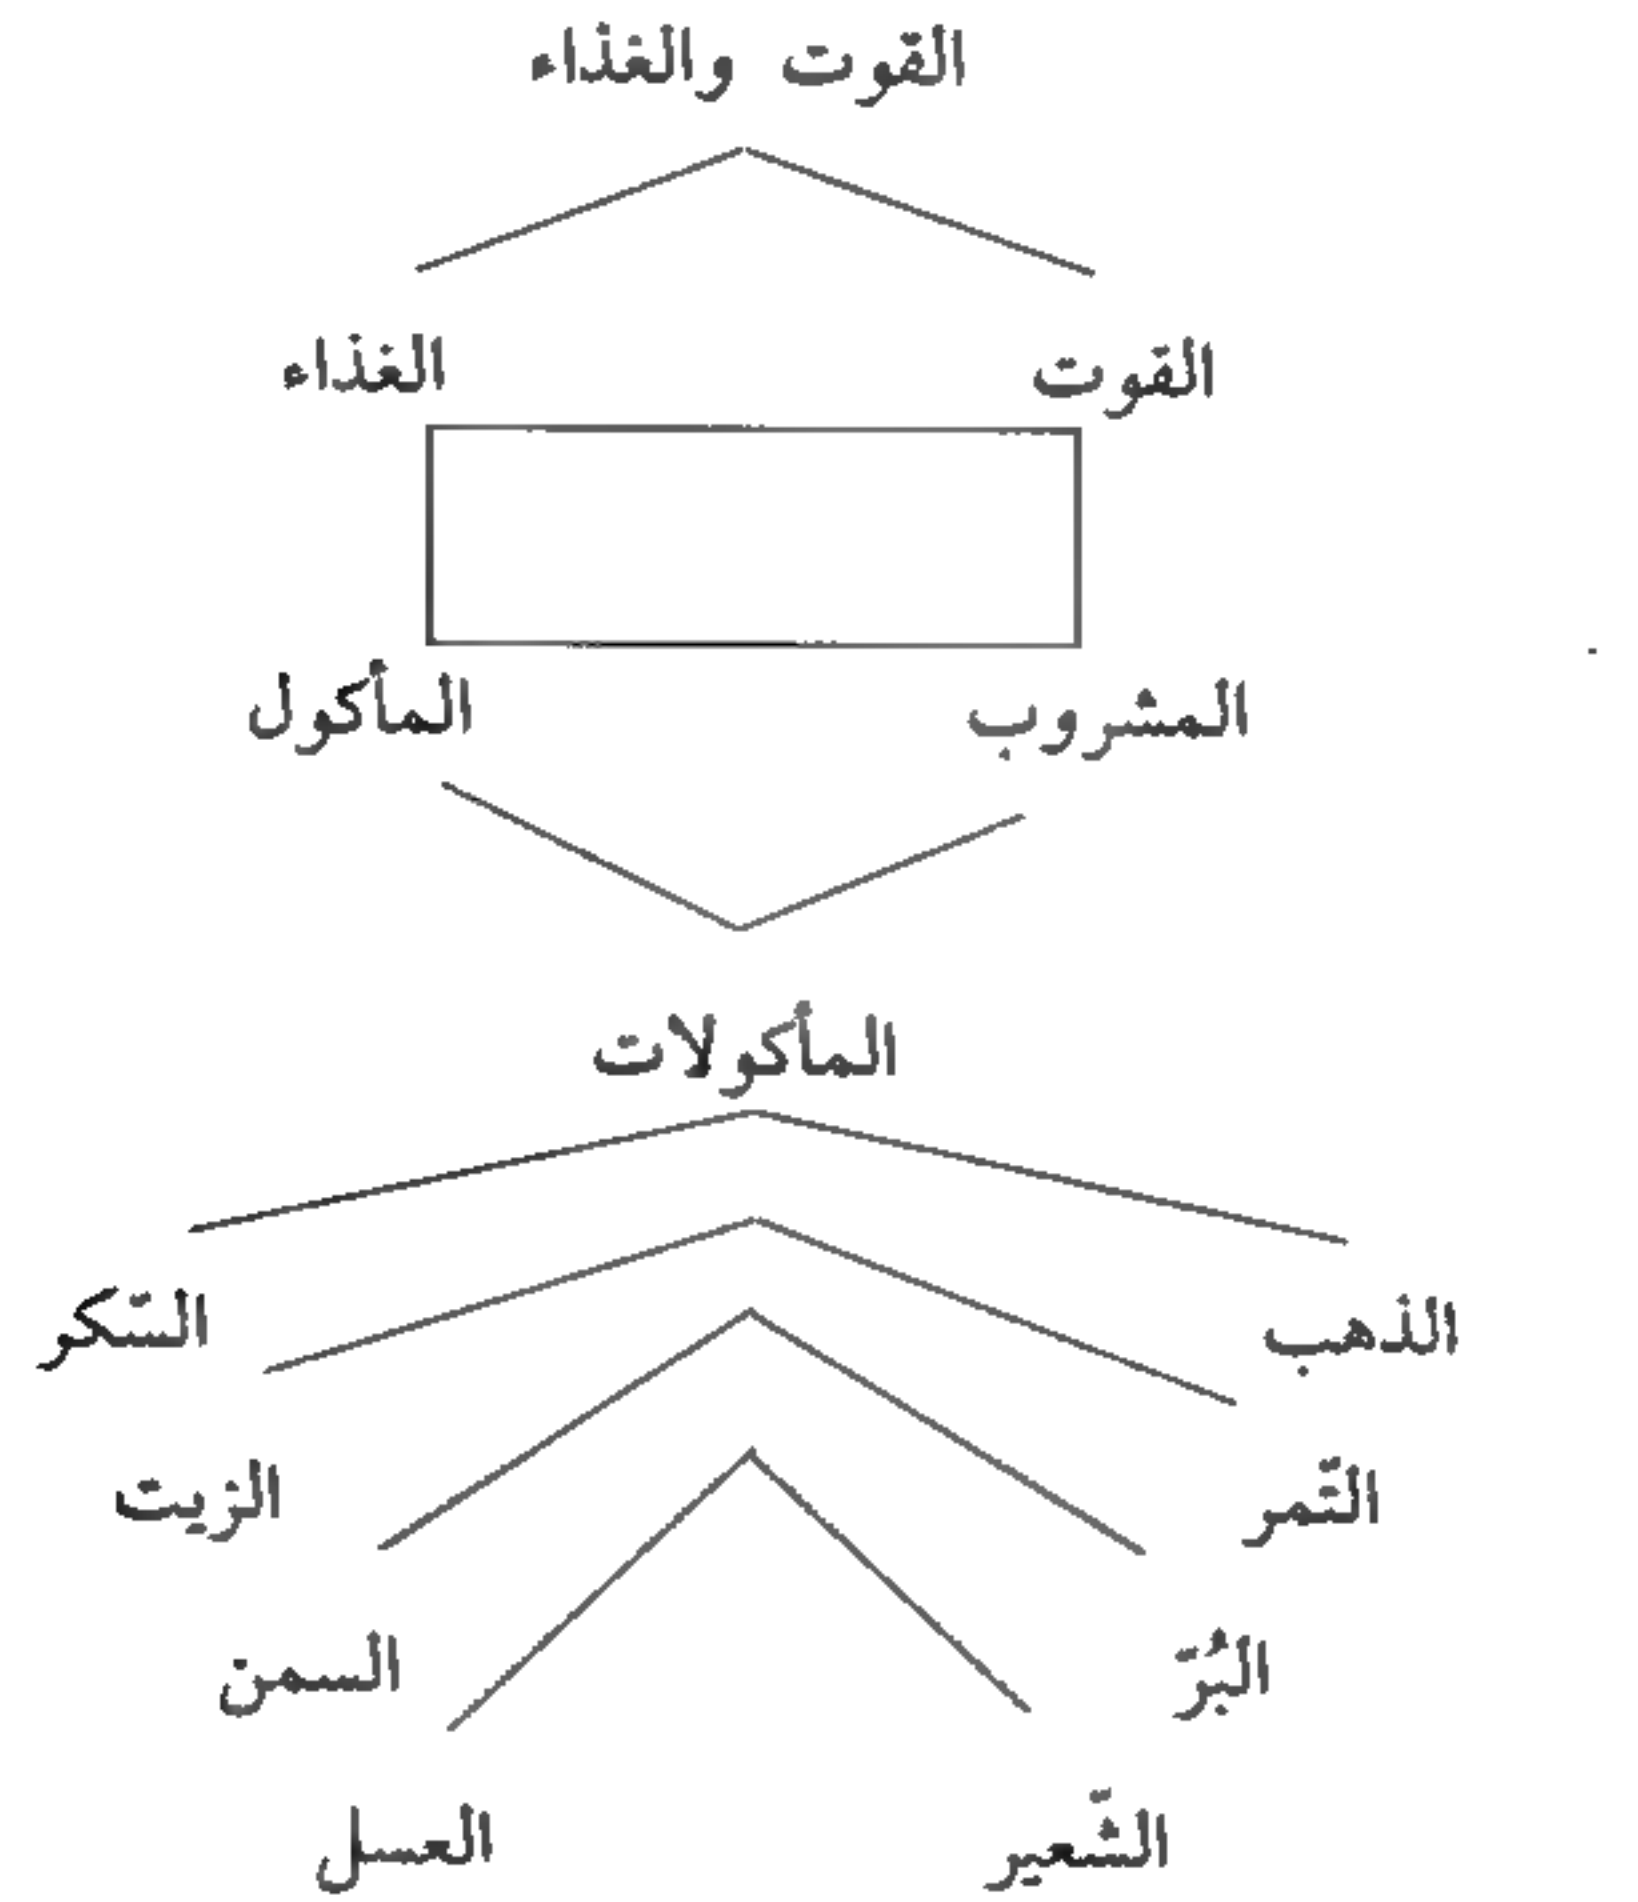 القوت والغذاء
القوت
الغذاء
المشروب
المأكول
المأكولات
الذهب
السّكر
التّمر
الزيت
البُرّ
السمن
الشّعير
العسل